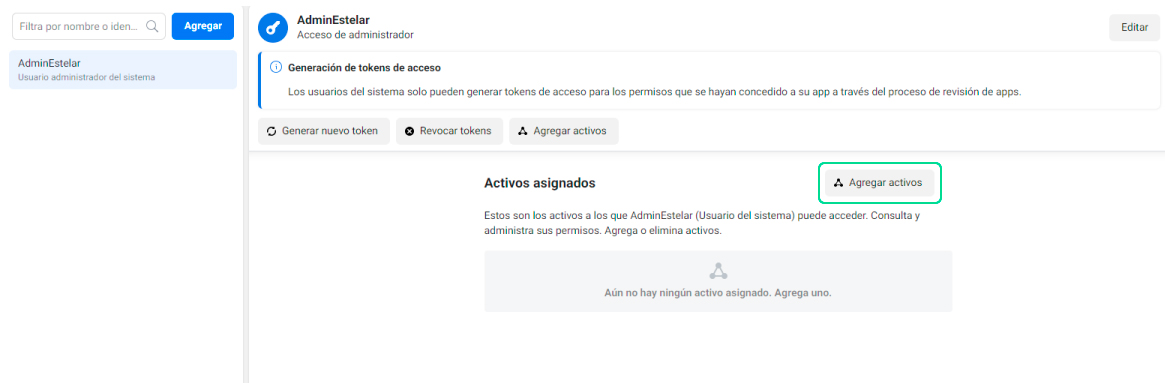 Filtra por nombre o iden...
Agregar
AdminEstelar
Usuario administrador del sistema
AdminEstelar
Acceso de administrador
Editar
Generación de tokens de acceso
Los usuarios del sistema solo pueden generar tokens de acceso para los permisos que se hayan concedido a su app a través del proceso de revisión de apps.
Generar nuevo token
Revocar tokens
Agregar activos
Activos asignados
Agregar activos
Estos son los activos a los que AdminEstelar (Usuario del sistema) puede acceder. Consulta y
administra sus permisos. Agrega o elimina activos.
Aún no hay ningún activo asignado. Agrega uno.